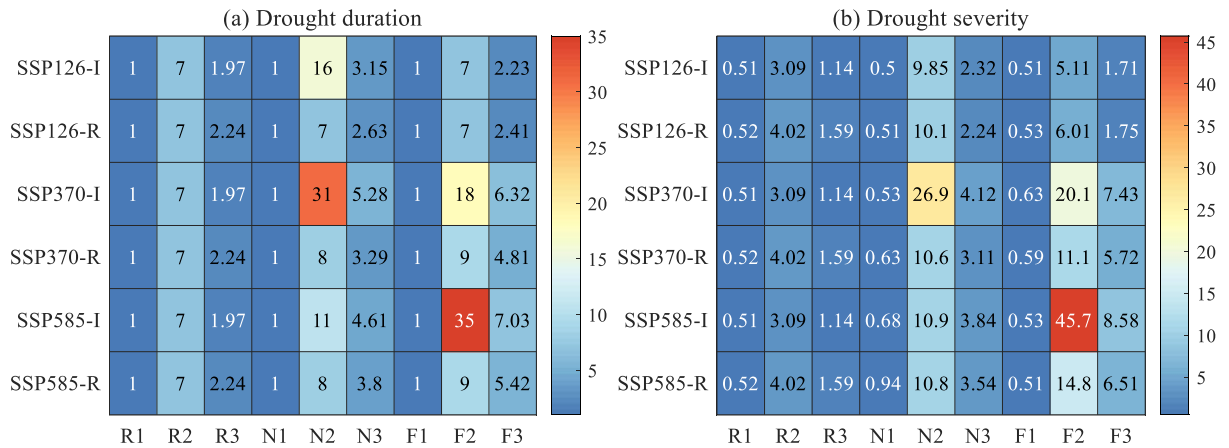 (a) Drought duration
SSP126-I 1 7 1.97 1 16 3.15 1 7 2.23
SSP126-R 1 7 2.24 1 7 2.63 1 7 2.41
SSP370-I 1 7 1.97 1 31 5.28 1 18 6.32
SSP370-R 1 7 2.24 1 8 3.29 1 9 4.81
SSP585-I 1 7 1.97 1 11 4.61 1 35 7.03
SSP585-R 1 7 2.24 1 8 3.8 1 9 5.42
R1 R2 R3 N1 N2 N3 F1 F2 F3
35
30
25
20
15
10
5
(b) Drought severity
SSP126-I 0.51 3.09 1.14 0.5 9.85 2.32 0.51 5.11 1.71
SSP126-R 0.52 4.02 1.59 0.51 10.1 2.24 0.53 6.01 1.75
SSP370-I 0.51 3.09 1.14 0.53 26.9 4.12 0.63 20.1 7.43
SSP370-R 0.52 4.02 1.59 0.63 10.6 3.11 0.59 11.1 5.72
SSP585-I 0.51 3.09 1.14 0.68 10.9 3.84 0.53 45.7 8.58
SSP585-R 0.52 4.02 1.59 0.94 10.8 3.54 0.51 14.8 6.51
R1 R2 R3 N1 N2 N3 F1 F2 F3
45
40
35
30
25
20
15
10
5